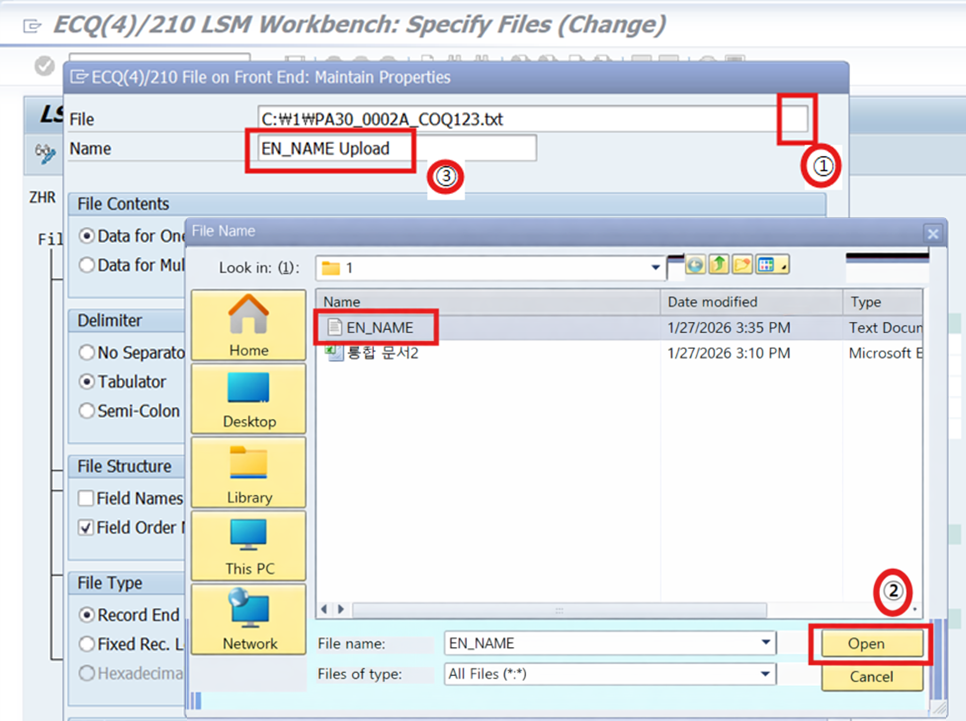 ECQ(4)/210 LSM Workbench: Specify Files (Change)
ECQ(4)/210 File on Front End: Maintain Properties
LS
File C:₩1₩PA30_0002A_COQ123.txt
Name EN_NAME Upload
①
③
ZHR
File Contents
Fil
Data for One
Data for Mul
Delimiter
No Separato
Tabulator
Semi-Colon
File Structure
Field Names
Field Order
File Type
Record End
Fixed Rec. L
Hexadecima
File Name
Look in: (1): 1
Home
Desktop
Library
This PC
Network
Name Date modified Type
EN_NAME 1/27/2026 3:35 PM Text Docun
통합 문서2 1/27/2026 3:10 PM Microsoft E
②
File name: EN_NAME Open
Files of type: All Files (*:*) Cancel